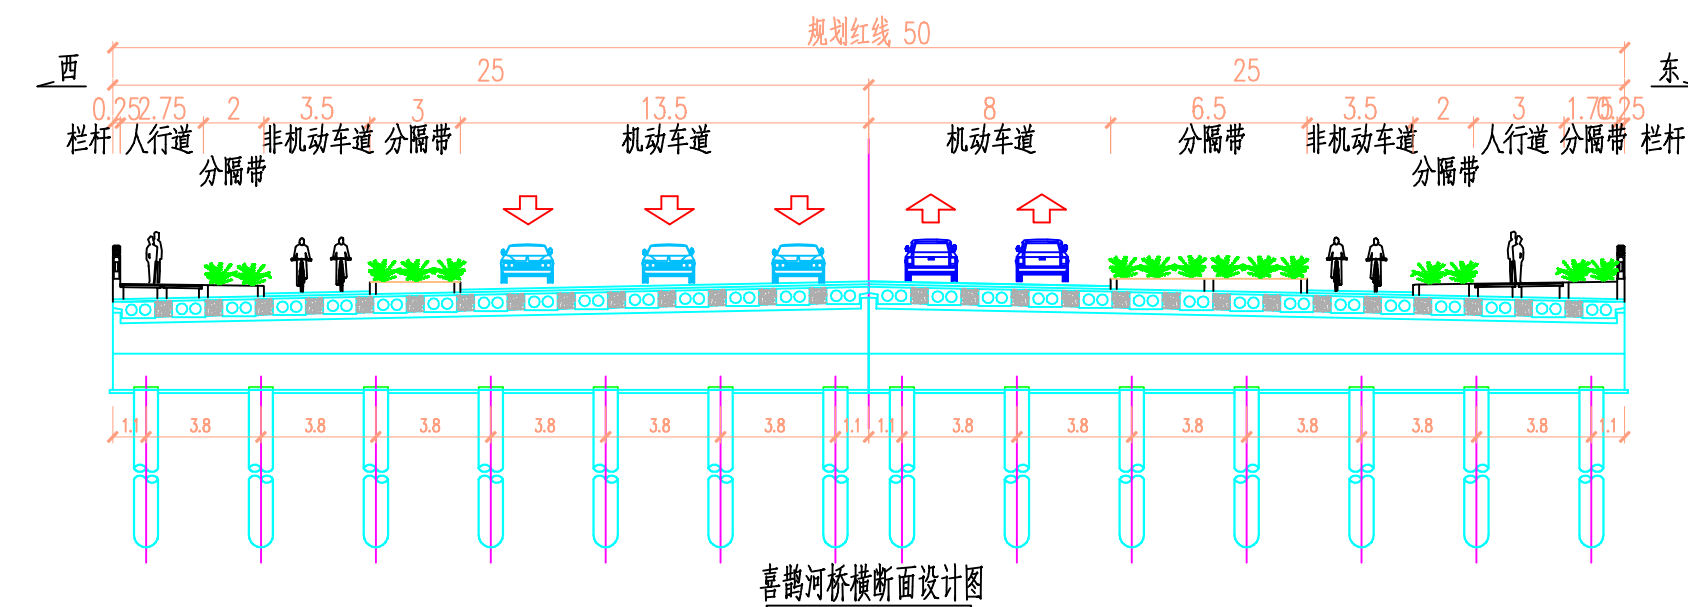 规划红线 50
西 25 25 东
0.25 2.75 2 3.5 3 13.5 8 6.5 3.5 2 3 1.75 0.25
栏杆 人行道 非机动车道 分隔带 机动车道 机动车道 分隔带 非机动车道 人行道 分隔带 栏杆
分隔带 分隔带
1.1 3.8 3.8 3.8 3.8 3.8 3.8 1.1 1.1 3.8 3.8 3.8 3.8 3.8 3.8 1.1
喜鹊河桥横断面设计图